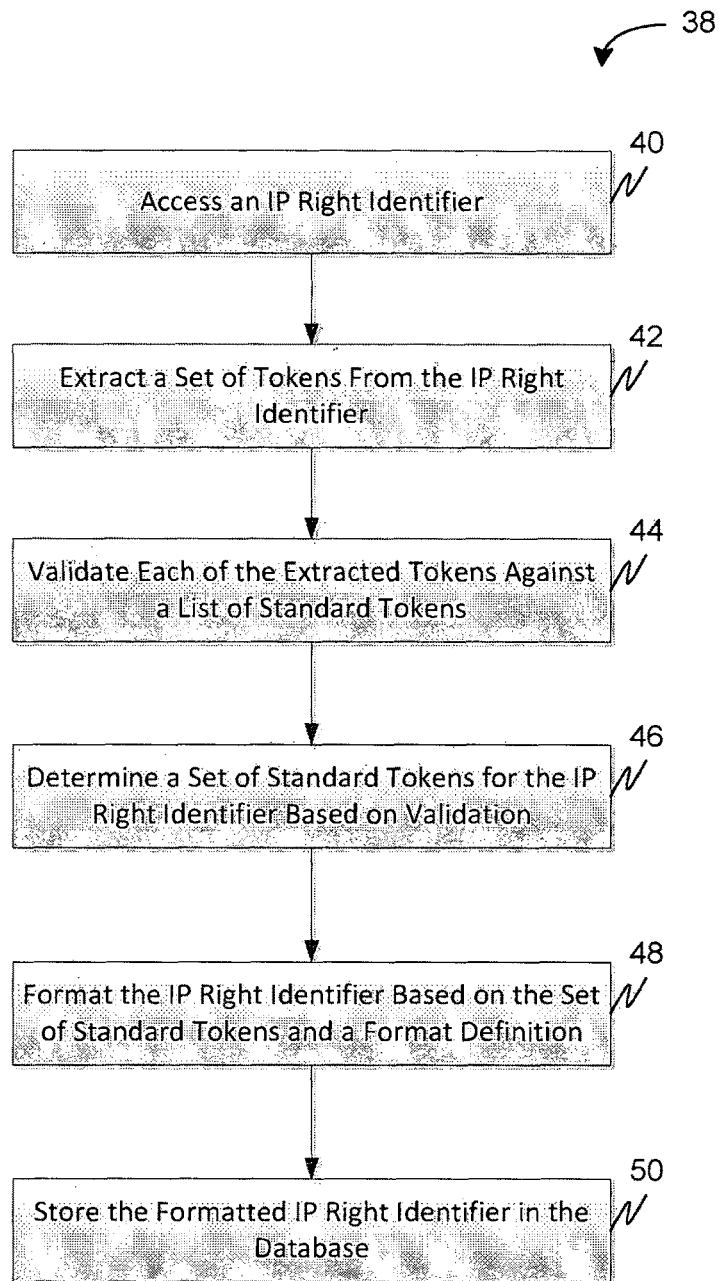 38
40
Access an IP Right Identifier
42
Extract a Set of Tokens From the IP Right
Identifier
44
Validate Each of the Extracted Tokens Against
a List of Standard Tokens
46
Determine a Set of Standard Tokens for the IP
Right Identifier Based on Validation
48
Format the IP Right Identifier Based on the Set
of Standard Tokens and a Format Definition
50
Store the Formatted IP Right Identifier in the
Database